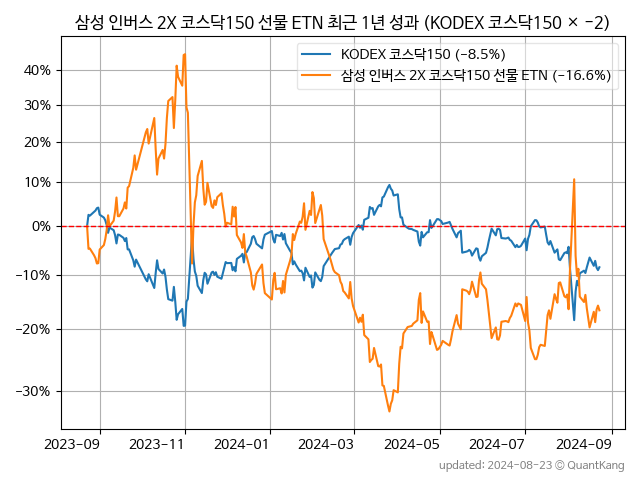 삼성 인버스 2X 코스닥150 선물 ETN 최근 1년 성과 (KODEX 코스닥150 × -2)
KODEX 코스닥150 (-8.5%)
삼성 인버스 2X 코스닥150 선물 ETN (-16.6%)
40%
30%
20%
10%
0%
-10%
-20%
-30%
2023-09 2023-11 2024-01 2024-03 2024-05 2024-07 2024-09
updated: 2024-08-23 © QuantKang